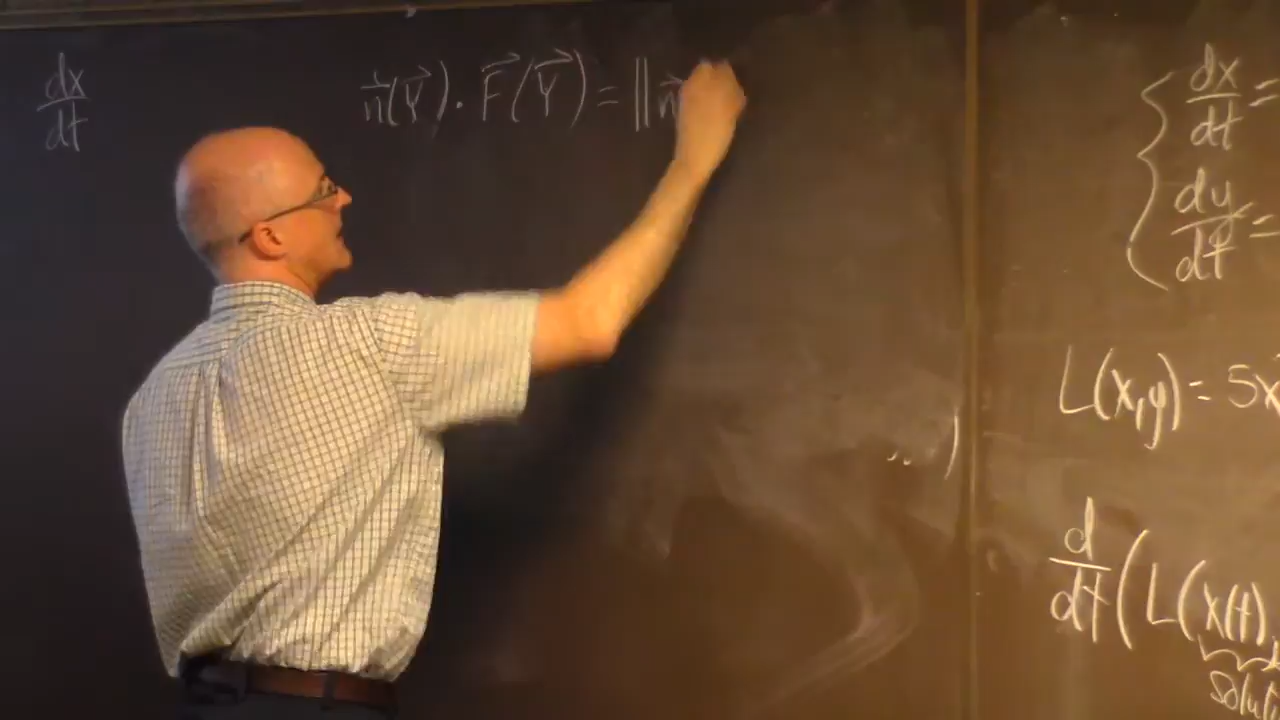 dx/dt
n⃗(Y⃗) · F⃗(Y⃗) = ‖n⃗
dx/dt =
dy/dt =
L(x,y) = 5x
d/dt (L(x(t),